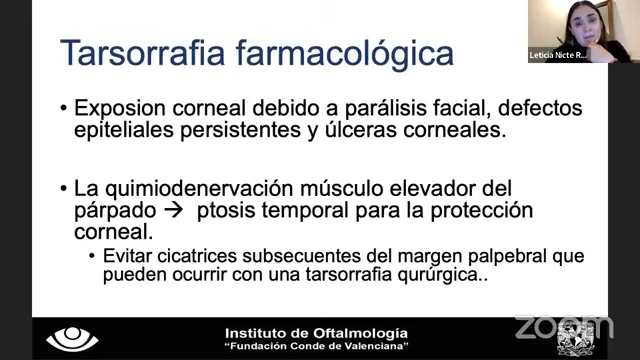 Tarsorrafia farmacológica
Leticia Nicte R...
• Exposion corneal debido a parálisis facial, defectos
epiteliales persistentes y úlceras corneales.
• La quimiodenervación músculo elevador del
párpado → ptosis temporal para la protección
corneal.
• Evitar cicatrices subsecuentes del margen palpebral que
pueden ocurrir con una tarsorrafia qurúrgica..
zoom
Instituto de Oftalmología
“Fundación Conde de Valenciana”